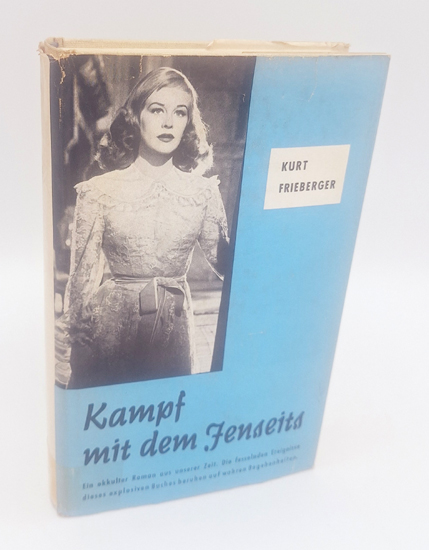 KURT
FRIEBERGER
Kampf
mit dem Jenseits
Ein okkulter Roman aus unserer Zeit. Die fesselnden Ereignisse
dieses explosiven Buches beruhen auf wahren Begebenheiten.